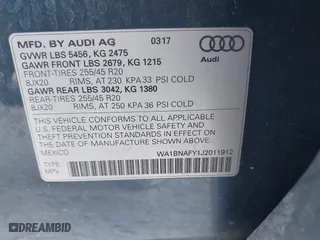 MFD. BY AUDI AG 0317
GVWR LBS 5456, KG 2475
GAWR FRONT LBS 2679, KG 1215
FRONT-TIRES 255/45 R20
8JX20 RIMS AT 230 KPA 33 PSI COLD
GAWR REAR LBS 3042, KG 1380
REAR-TIRES 255/45 R20
8JX20 RIMS AT 250 KPA 36 PSI COLD
THIS VEHICLE CONFORMS TO ALL
APPLICABLE U.S. FEDERAL MOTOR
VEHICLE SAFETY, BUMPER, AND
THEFT PREVENTION STANDARDS
IN EFFECT ON THE DATE OF
MANUFACTURE SHOWN ABOVE
MEXICO WA1BNAFY1J2011912
TYPE
MPV
DREAMBID
Audi